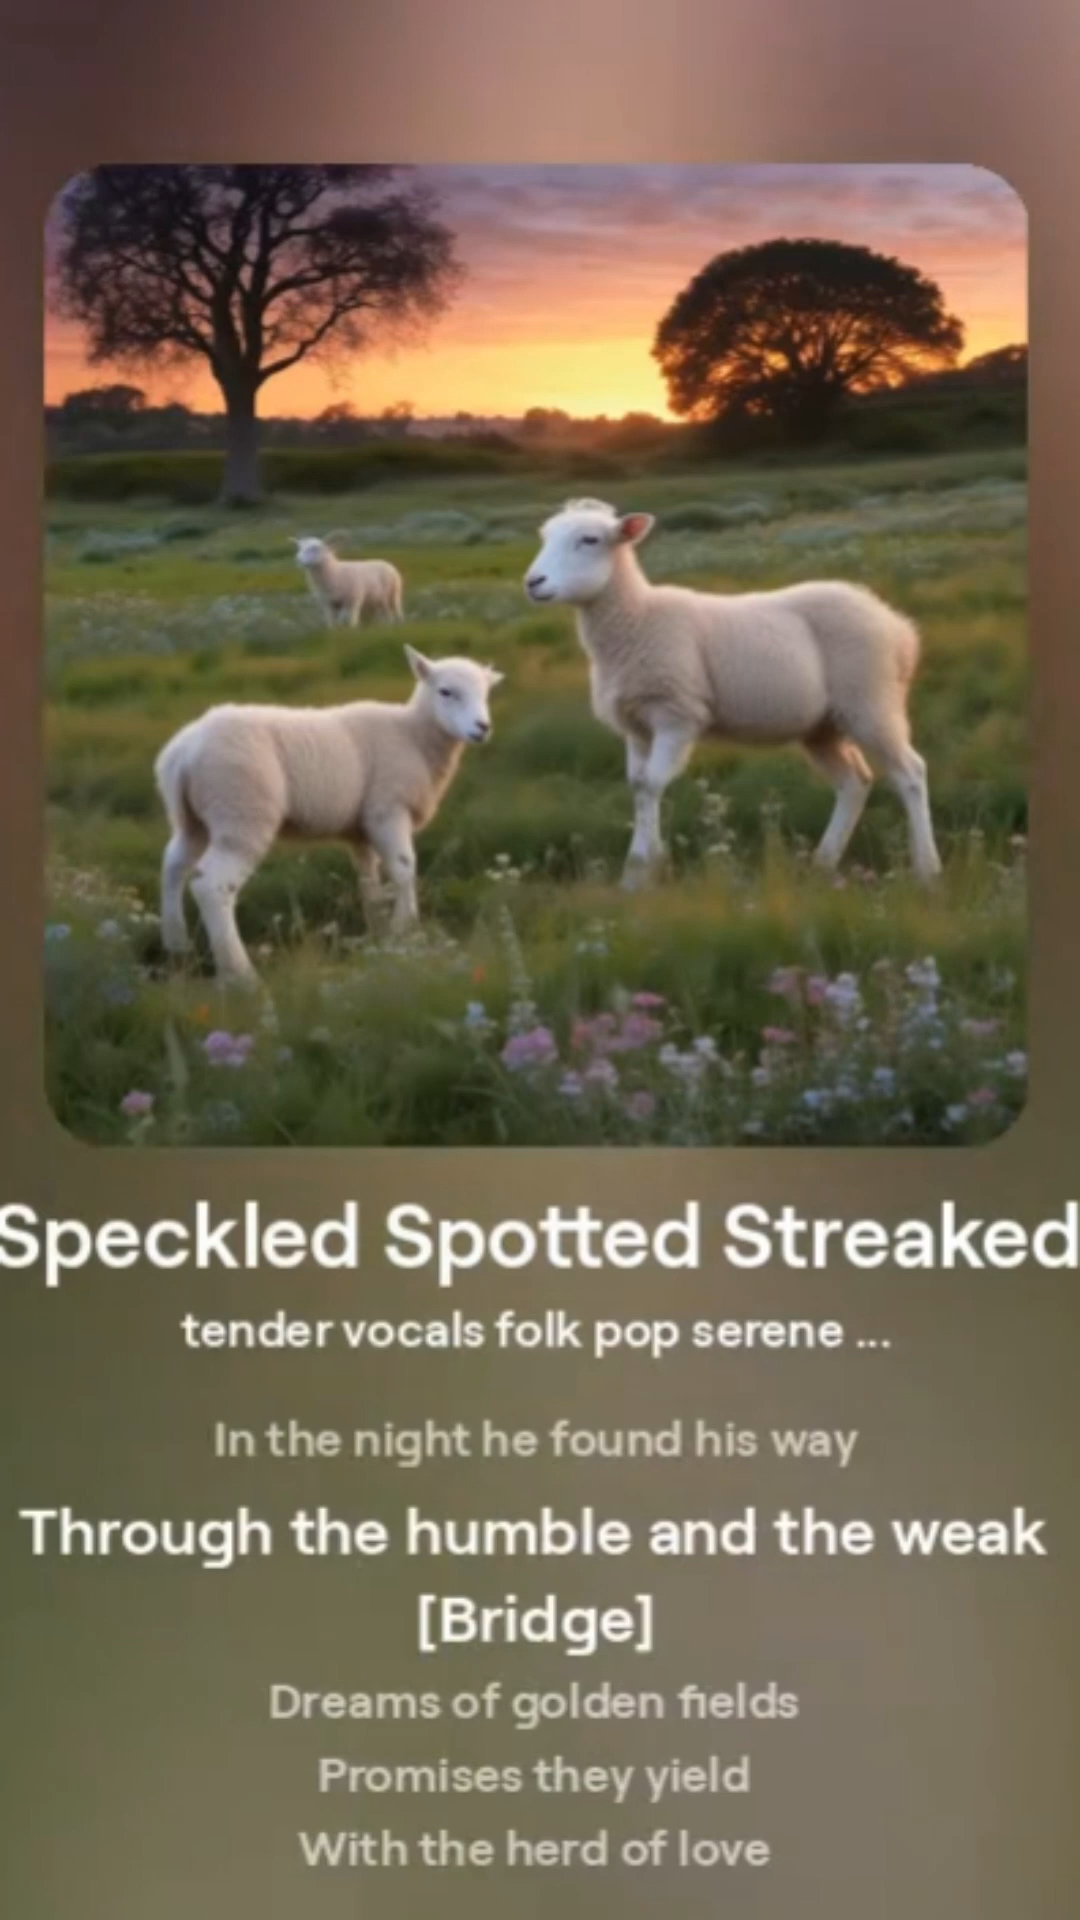 Speckled Spotted Streaked
tender vocals folk pop serene ...
In the night he found his way
Through the humble and the weak
[Bridge]
Dreams of golden fields
Promises they yield
With the herd of love